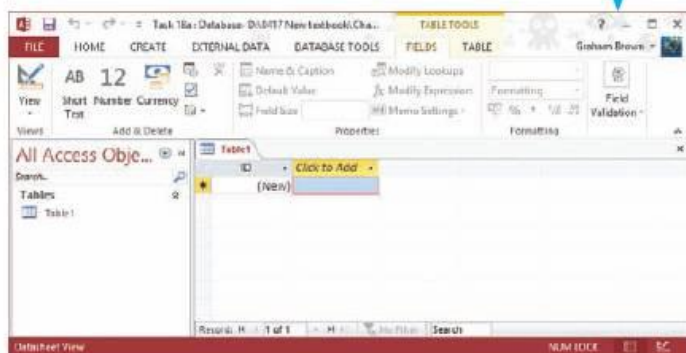 Task 18a : Database- D:\0417 New textbook\Cha... TABLE TOOLS ?
FILE HOME CREATE EXTERNAL DATA DATABASE TOOLS FIELDS TABLE Graham Brown
AB 12 Name & Caption Modify Lookups
Default Value Modify Expression Formatting
View Short Text Number Currency Field Size Memo Settings % Field Validation
Views Add & Delete Properties Formatting
All Access Obje...
Search...
Tables
Table1
Table1
ID Click to Add
(New)
Record: 1 of 1 No Filter Search
Datasheet View NUM LOCK